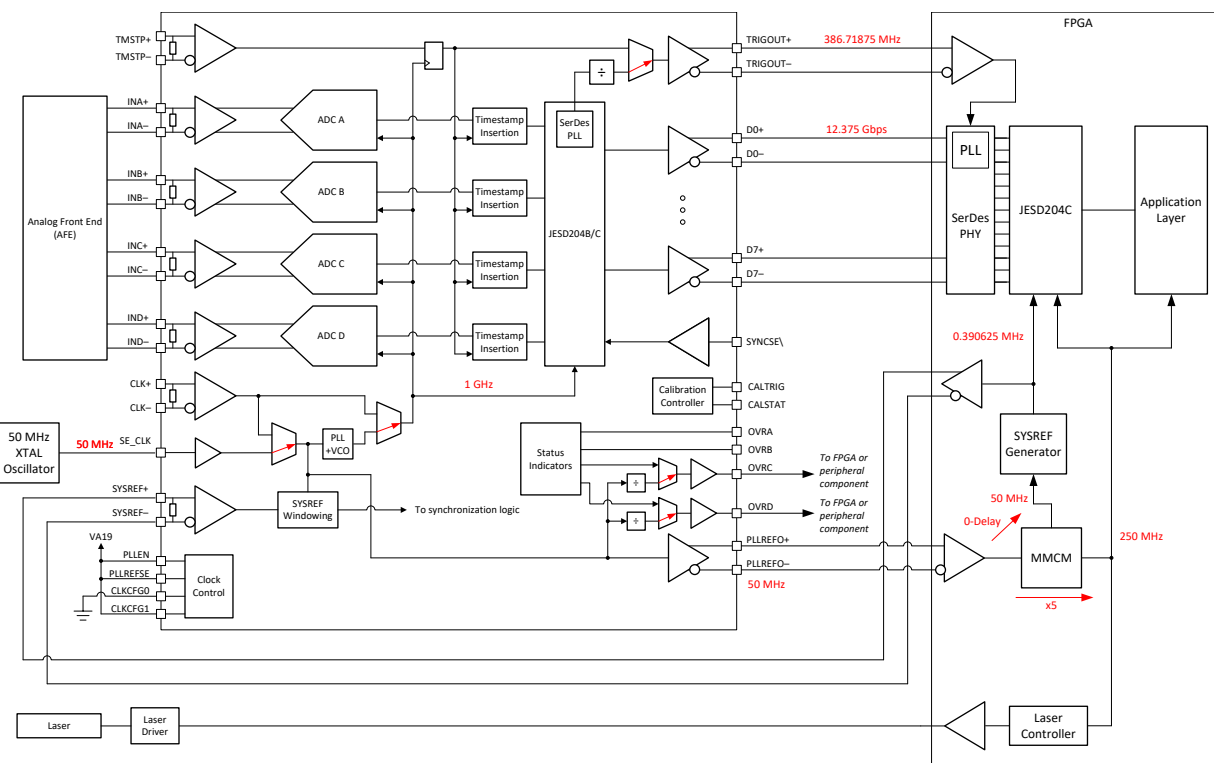 FPGA
TMSTP+
TMSTP–
TRIGOUT+
386.71875 MHz
TRIGOUT–
÷
Analog Front End
(AFE)
INA+
INA–
ADC A
Timestamp
Insertion
SerDes
PLL
D0+
12.375 Gbps
D0–
PLL
SerDes
PHY
JESD204C
Application
Layer
INB+
INB–
ADC B
Timestamp
Insertion
JESD204B/C
INC+
INC–
ADC C
Timestamp
Insertion
D7+
D7–
IND+
IND–
ADC D
Timestamp
Insertion
SYNCSE\
0.390625 MHz
CLK+
CLK–
1 GHz
Calibration
Controller
CALTRIG
CALSTAT
50 MHz
XTAL
Oscillator
50 MHz
SE_CLK
PLL
+VCO
Status
Indicators
OVRA
OVRB
OVRC
To FPGA or
peripheral
component
÷
OVRD
To FPGA or
peripheral
component
÷
SYSREF
Generator
SYSREF+
SYSREF–
SYSREF
Windowing
To synchronization logic
50 MHz
0-Delay
VA19
PLLEN
PLLREFSE
CLKCFG0
CLKCFG1
Clock
Control
PLLREFO+
PLLREFO–
50 MHz
MMCM
250 MHz
x5
Laser
Laser
Driver
Laser
Controller